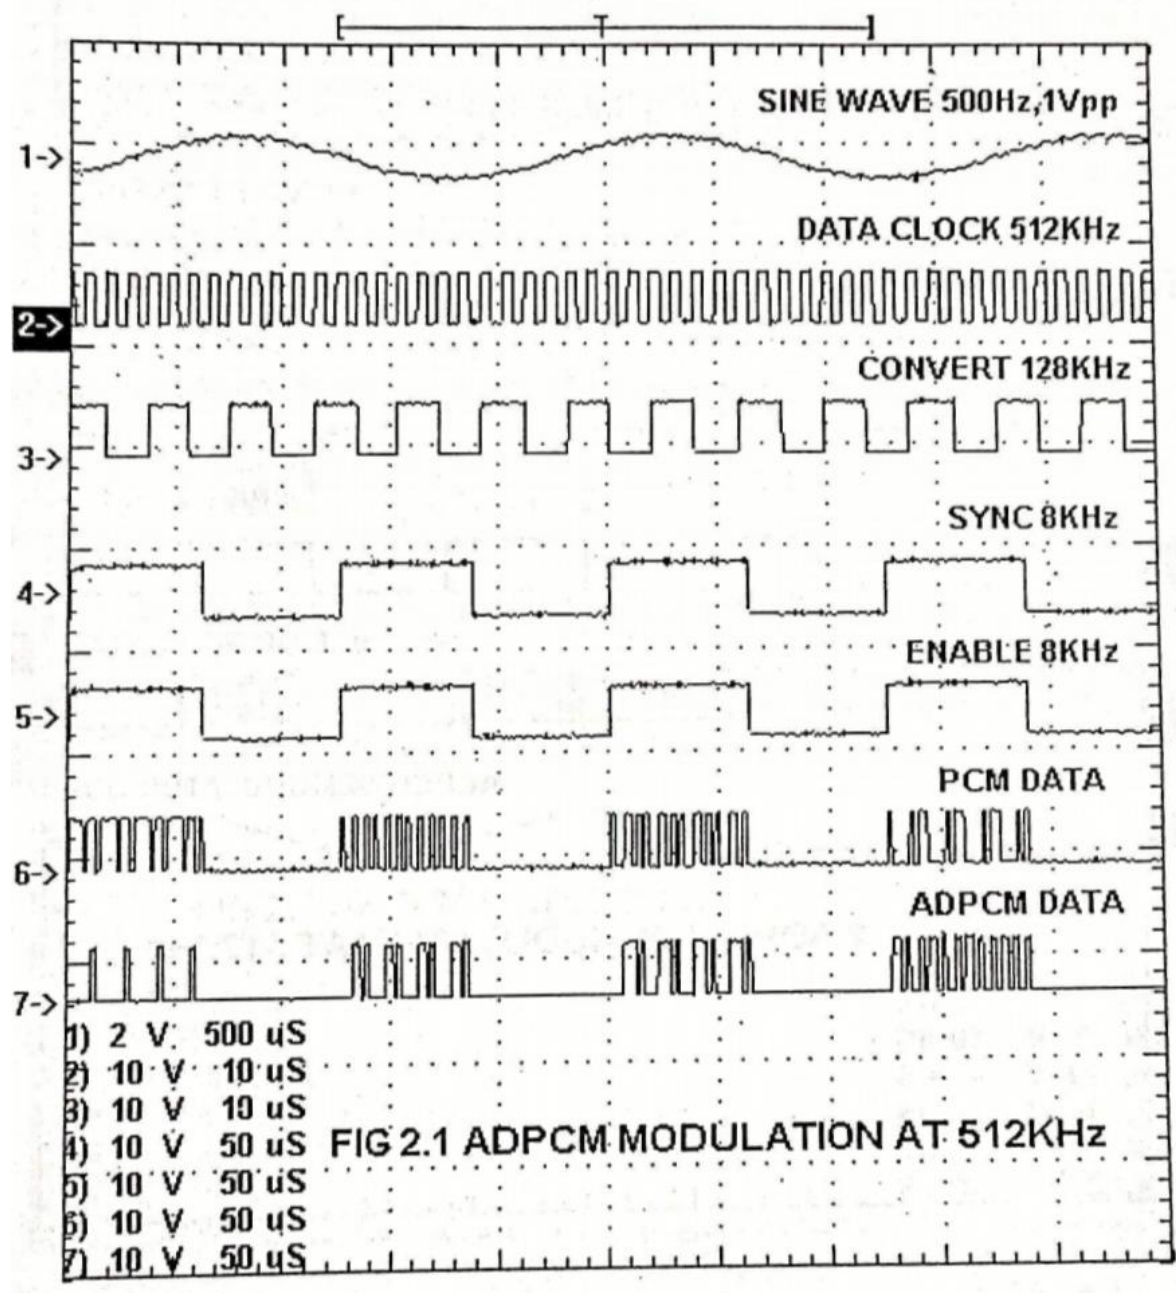 T
SINE WAVE 500Hz,1Vpp
1->
DATA CLOCK 512KHz
2->
CONVERT 128KHz
3->
SYNC 8KHz
4->
ENABLE 8KHz
5->
PCM DATA
6->
ADPCM DATA
7->
1) 2 V 500 uS
2) 10 V 10 uS
3) 10 V 10 uS
4) 10 V 50 uS
5) 10 V 50 uS
6) 10 V 50 uS
7) 10 V 50 uS
FIG 2.1 ADPCM MODULATION AT 512KHz